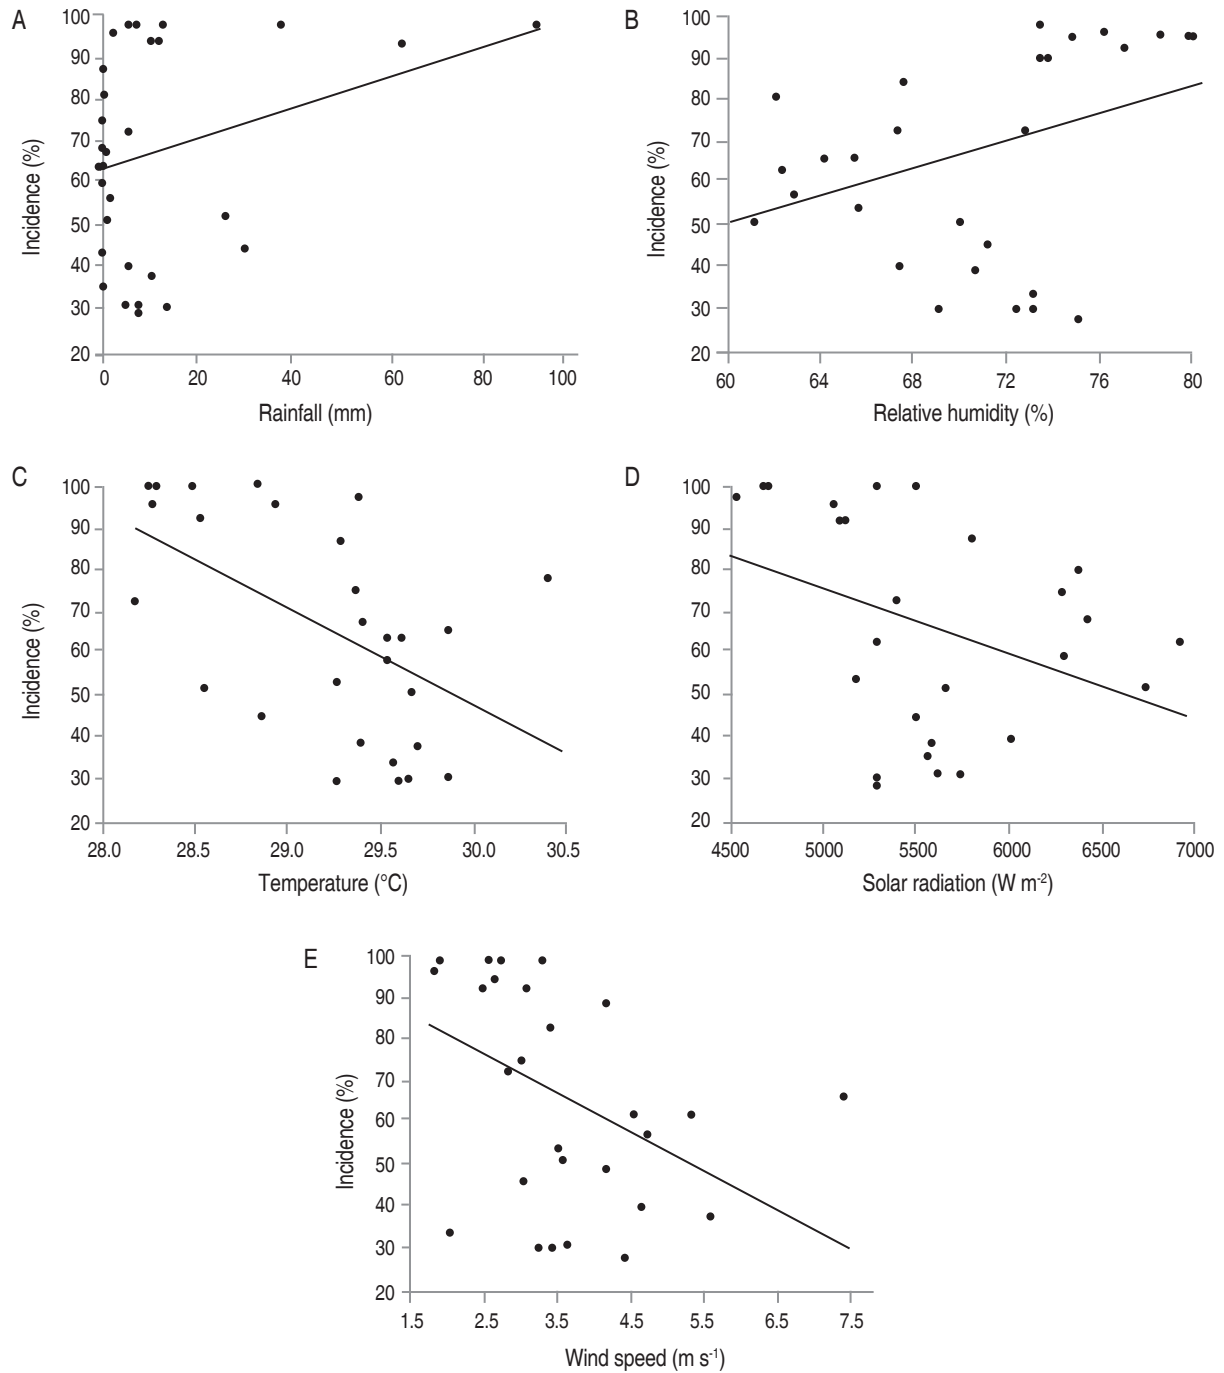 A
100
90
80
70
60
50
40
30
20
Incidence (%)
0 20 40 60 80 100
Rainfall (mm)
B
100
90
80
70
60
50
40
30
20
Incidence (%)
60 64 68 72 76 80
Relative humidity (%)
C
100
90
80
70
60
50
40
30
20
Incidence (%)
28.0 28.5 29.0 29.5 30.0 30.5
Temperature (°C)
D
100
90
80
70
60
50
40
30
20
4500 5000 5500 6000 6500 7000
Solar radiation (W m-2)
E
100
90
80
70
60
50
40
30
20
Incidence (%)
1.5 2.5 3.5 4.5 5.5 6.5 7.5
Wind speed (m s-1)